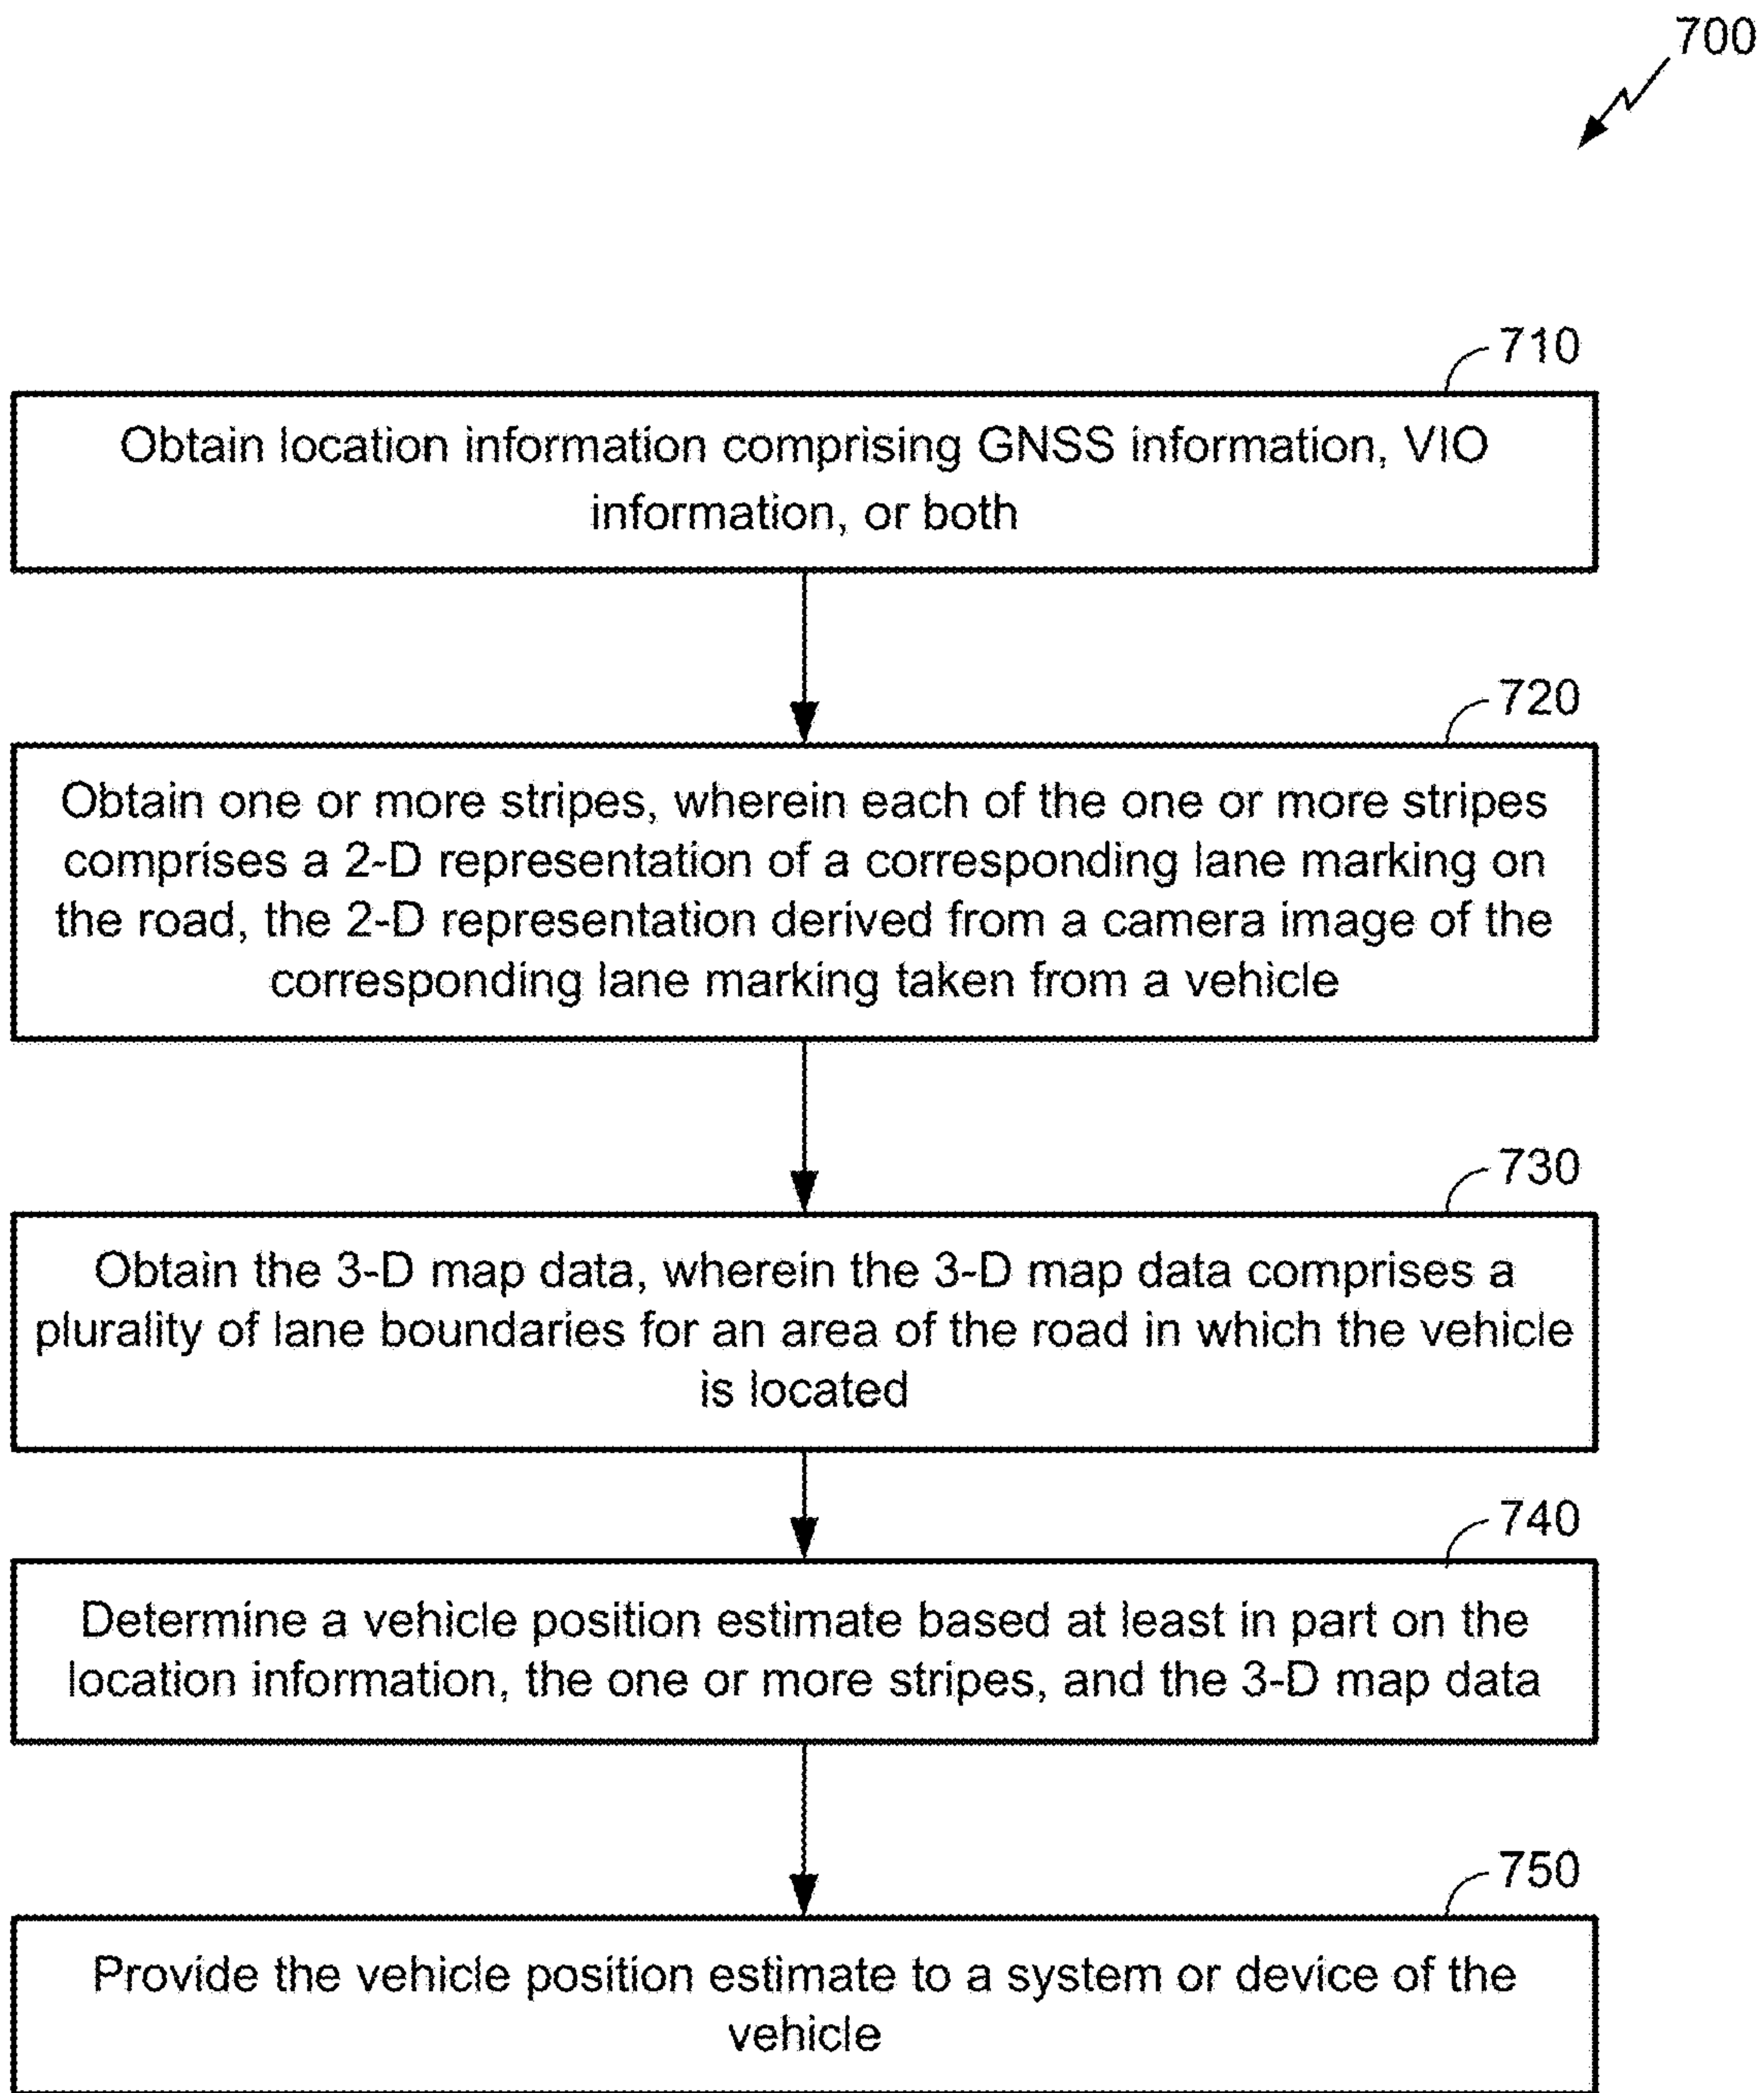 700
710
Obtain location information comprising GNSS information, VIO
information, or both
720
Obtain one or more stripes, wherein each of the one or more stripes
comprises a 2-D representation of a corresponding lane marking on
the road, the 2-D representation derived from a camera image of the
corresponding lane marking taken from a vehicle
730
Obtain the 3-D map data, wherein the 3-D map data comprises a
plurality of lane boundaries for an area of the road in which the vehicle
is located
740
Determine a vehicle position estimate based at least in part on the
location information, the one or more stripes, and the 3-D map data
750
Provide the vehicle position estimate to a system or device of the
vehicle